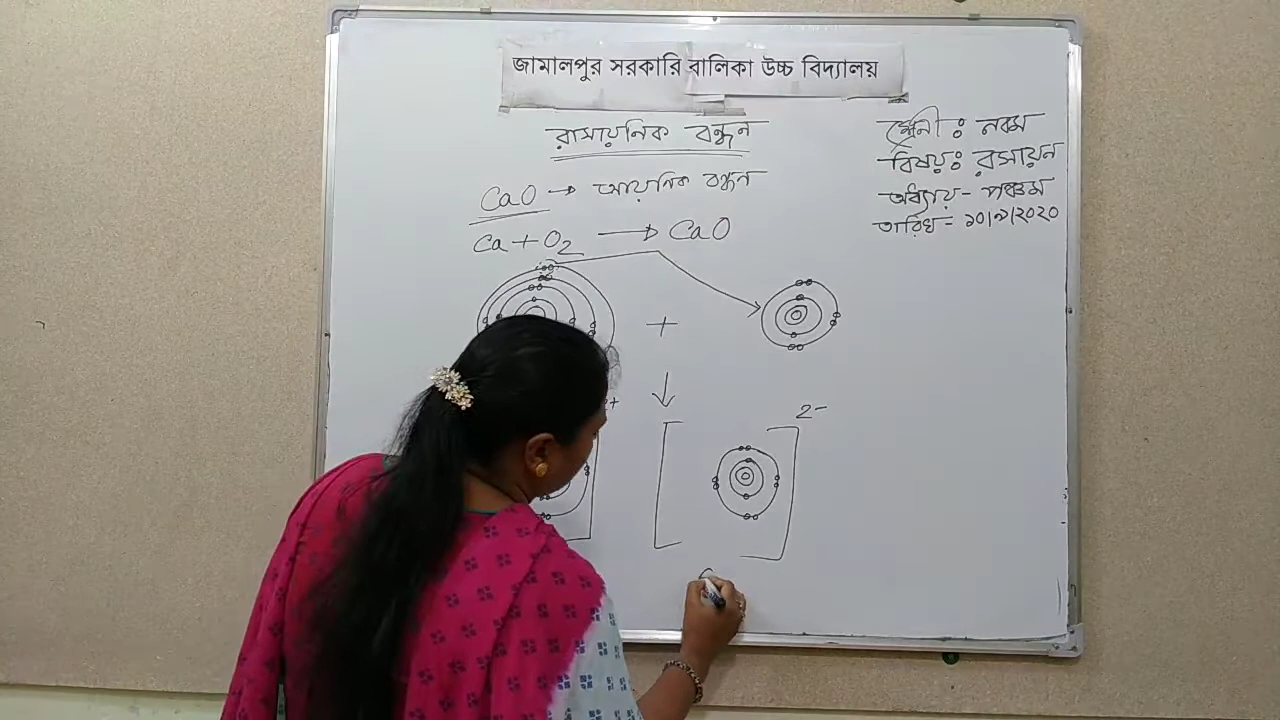 জামালপুর সরকারি বালিকা উচ্চ বিদ্যালয়
রাসায়নিক বন্ধন
CaO → আয়নিক বন্ধন
Ca + O₂ → CaO
শ্রেনী ঃ নবম
বিষয় ঃ রসায়ন
অধ্যায় - পঞ্চম
তারিখ -
+
2-